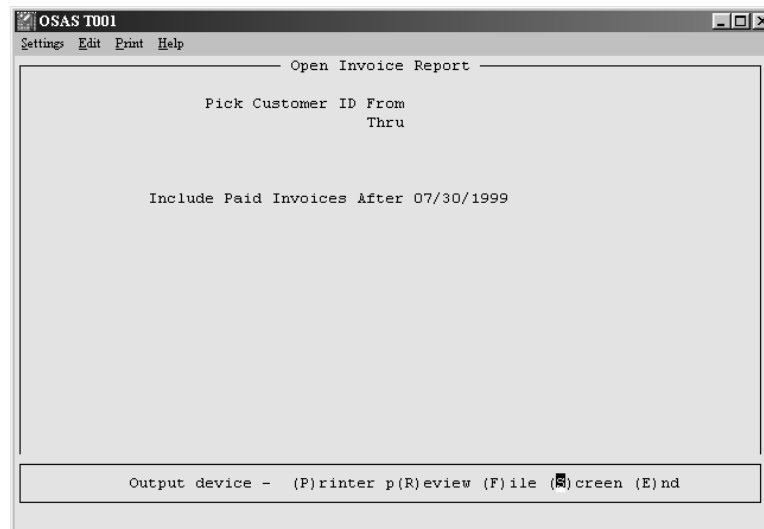 OSAS T001
Settings Edit Print Help
Open Invoice Report
Pick Customer ID From
Thru
Include Paid Invoices After 07/30/1999
Output device - (P)rinter p(R)eview (F)ile (S)creen (E)nd